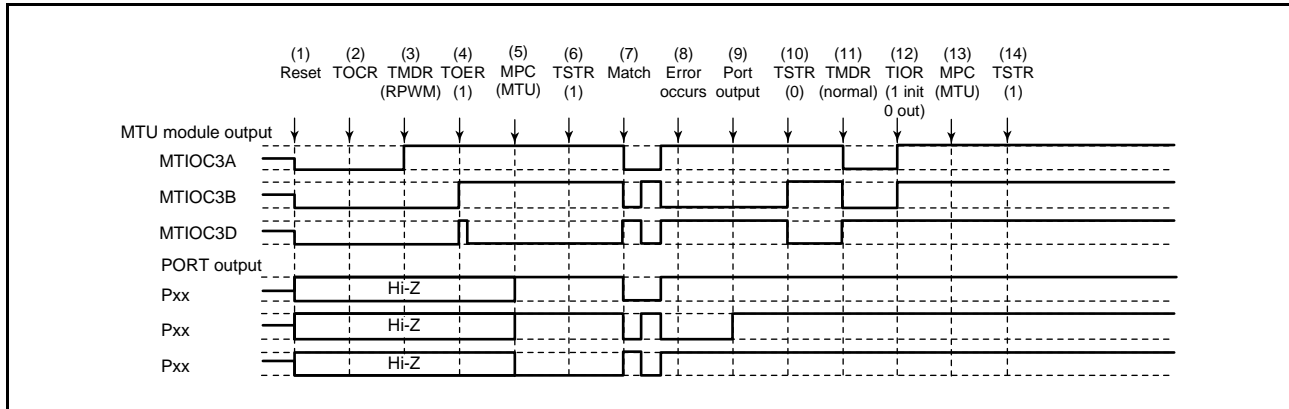 (1) (2) (3) (4) (5) (6) (7) (8) (9) (10) (11) (12) (13) (14)
Reset TOCR TMDR TOER MPC TSTR Match Error Port TSTR TMDR TIOR MPC TSTR
(RPWM) (1) (MTU) (1) occurs output (0) (normal) (1 init (MTU) (1)
0 out)
MTU module output
MTIOC3A
MTIOC3B
MTIOC3D
PORT output
Pxx Hi-Z
Pxx Hi-Z
Pxx Hi-Z